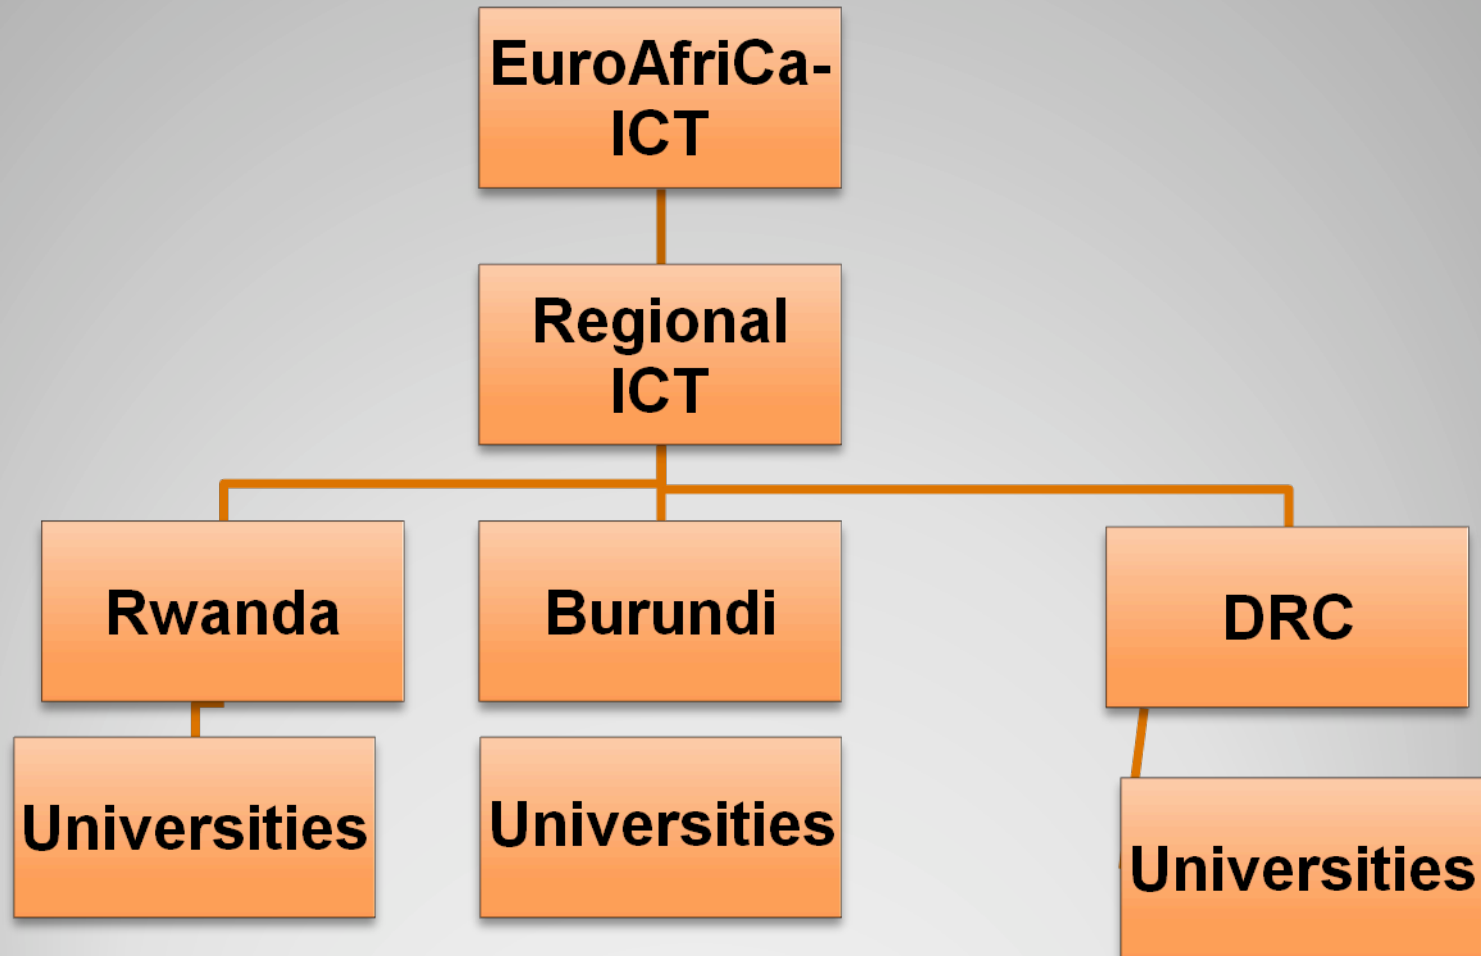 EuroAfriCa-
ICT
Regional
ICT
Rwanda
Burundi
DRC
Universities
Universities
Universities